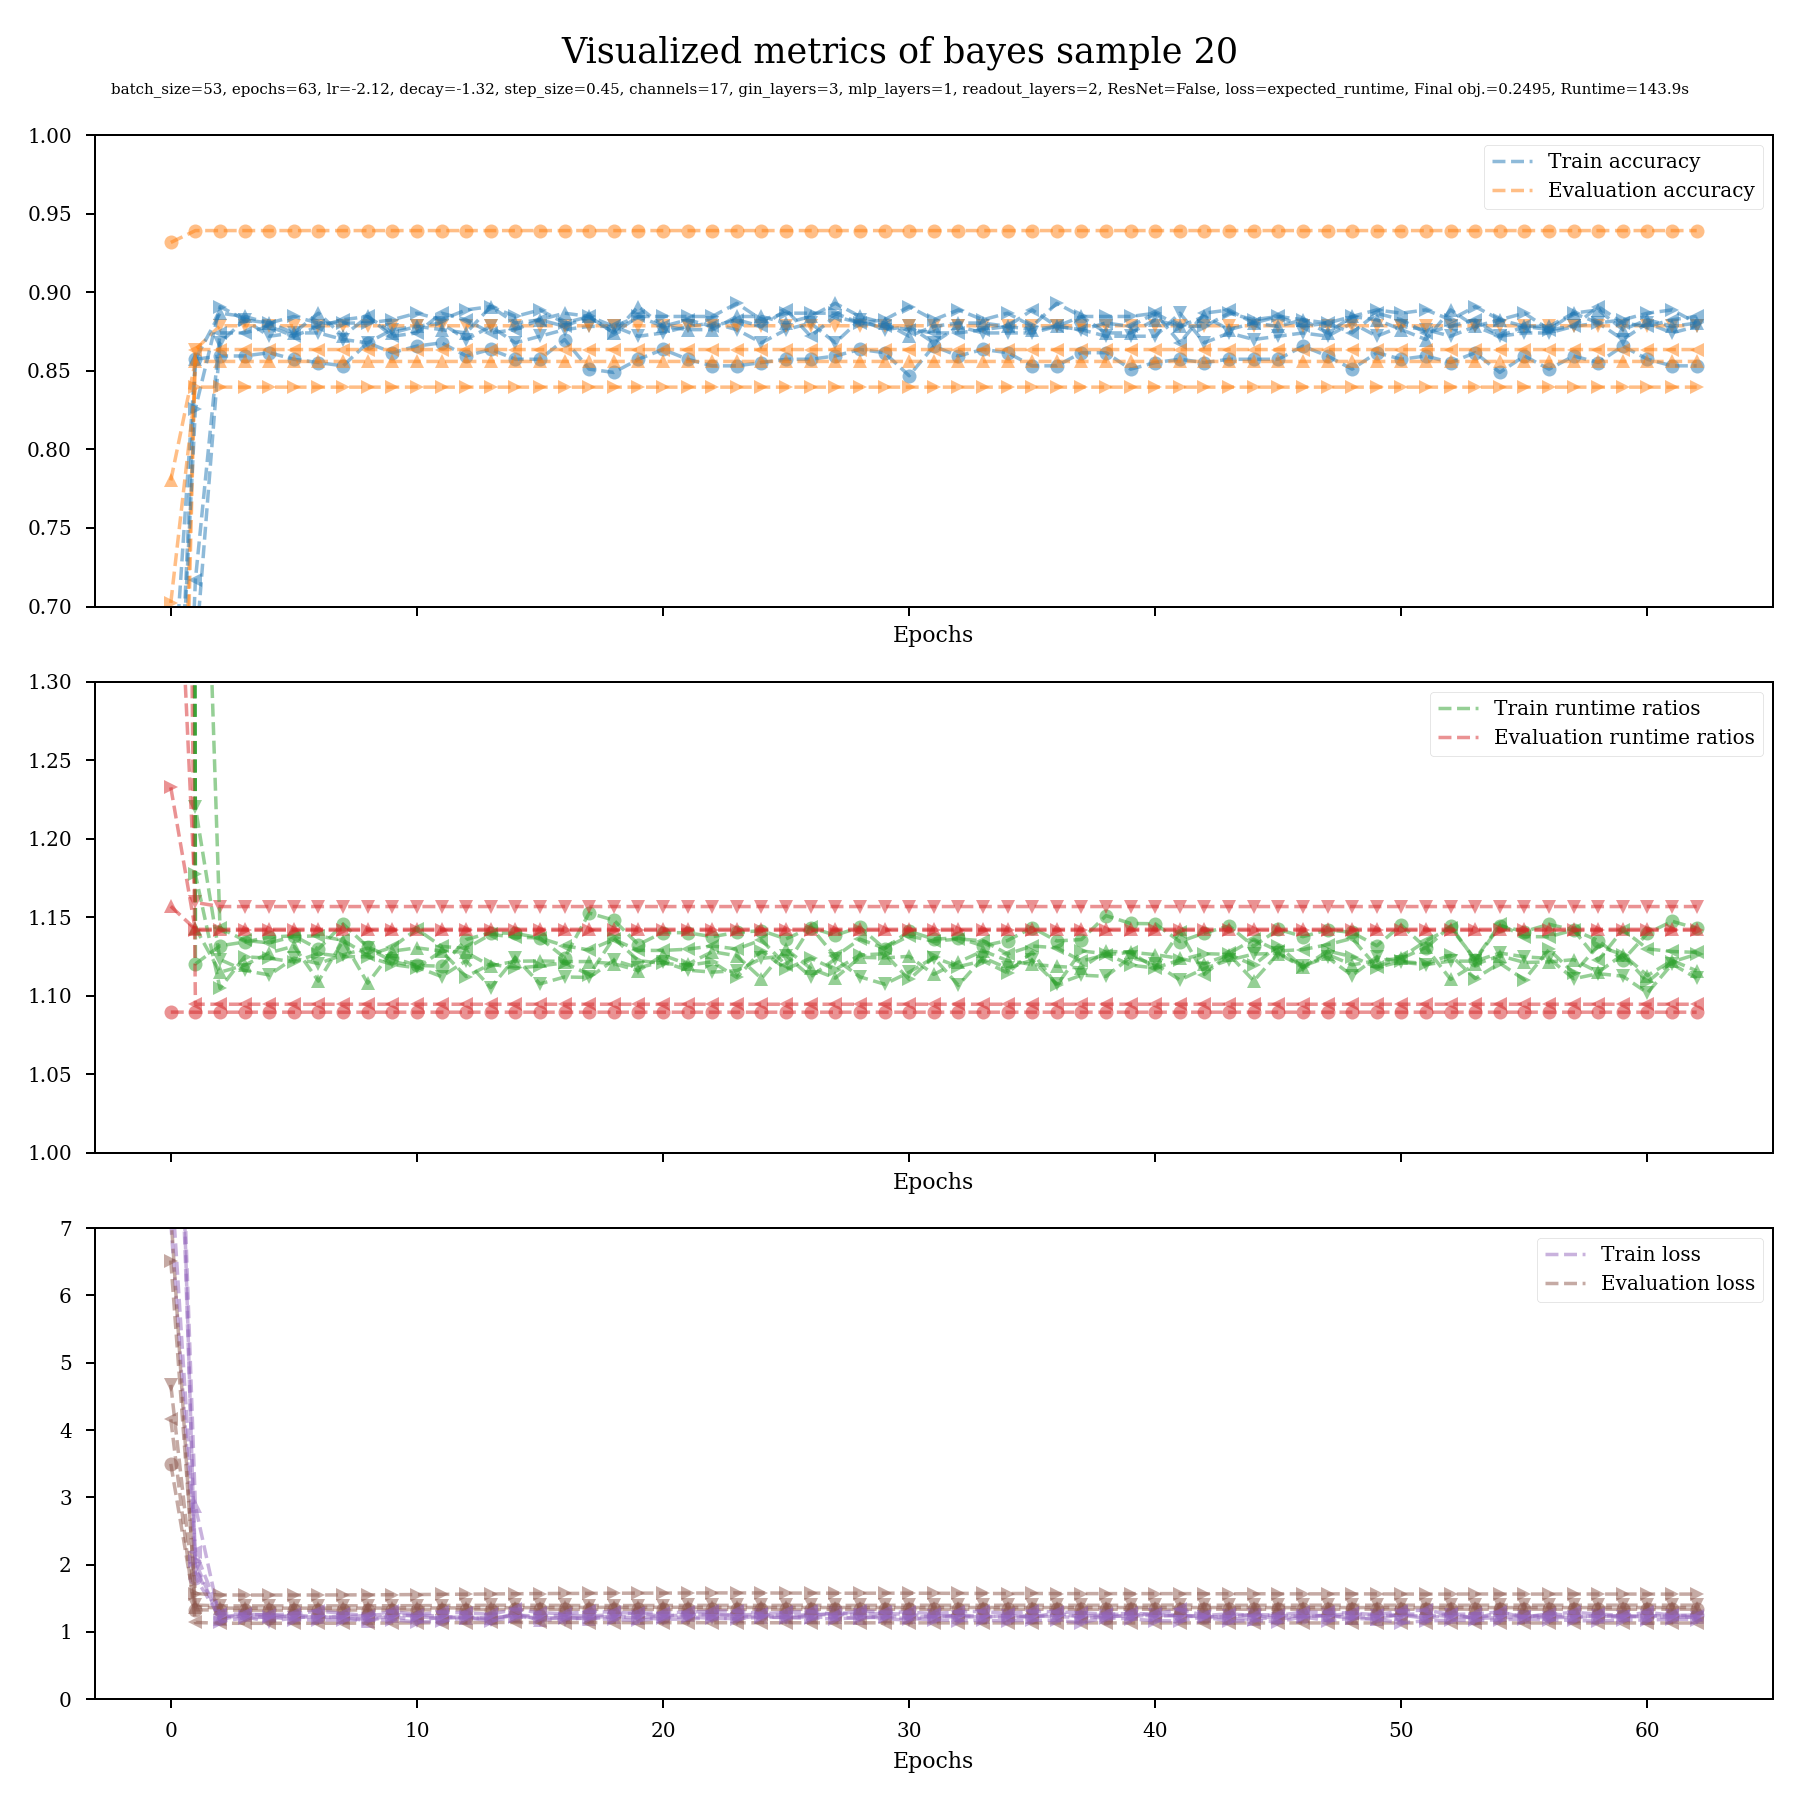 Visualized metrics of bayes sample 20
batch_size=53, epochs=63, lr=-2.12, decay=-1.32, step_size=0.45, channels=17, gin_layers=3, mlp_layers=1, readout_layers=2, ResNet=False, loss=expected_runtime, Final obj.=0.2495, Runtime=143.9s
1.00
0.95
0.90
0.85
0.80
0.75
0.70
Train accuracy
Evaluation accuracy
Epochs
1.30
1.25
1.20
1.15
1.10
1.05
1.00
Train runtime ratios
Evaluation runtime ratios
Epochs
7
6
5
4
3
2
1
0
Train loss
Evaluation loss
0 10 20 30 40 50 60
Epochs